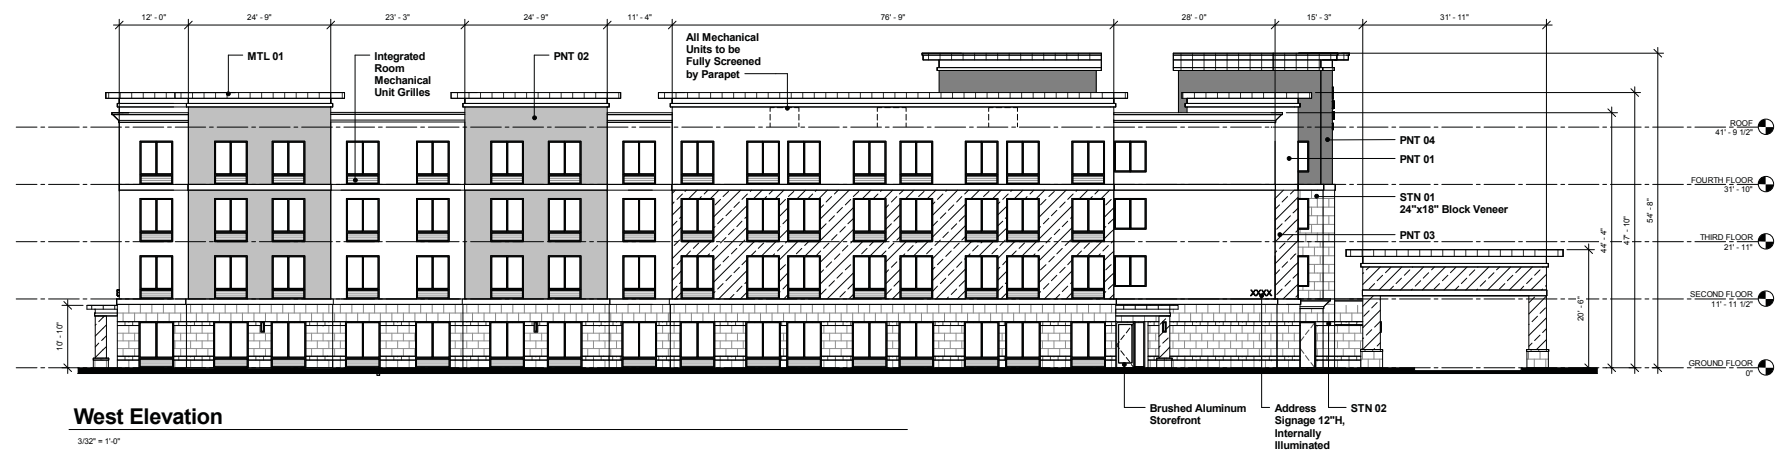 12' - 0"
24' - 9"
23' - 3"
24' - 9"
11' - 4"
76' - 9"
28' - 0"
15' - 3"
31' - 11"
MTL 01
Integrated
Room
Mechanical
Unit Grilles
PNT 02
All Mechanical
Units to be
Fully Screened
by Parapet
ROOF
41' - 9 1/2"
PNT 04
PNT 01
FOURTH FLOOR
31' - 10"
STN 01
24"x18" Block Veneer
PNT 03
THIRD FLOOR
21' - 11"
44' - 4"
47' - 10"
54' - 8"
XXXX
SECOND FLOOR
11' - 11 1/2"
20' - 6"
10' - 10"
GROUND FLOOR
0"
Brushed Aluminum
Storefront
Address
Signage 12"H,
Internally
Illuminated
STN 02
West Elevation
3/32" = 1'-0"